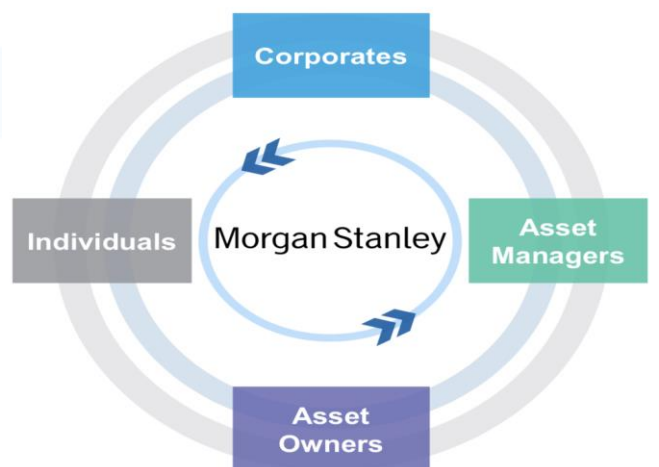 Corporates
Individuals
Morgan Stanley
Asset
Managers
Asset
Owners